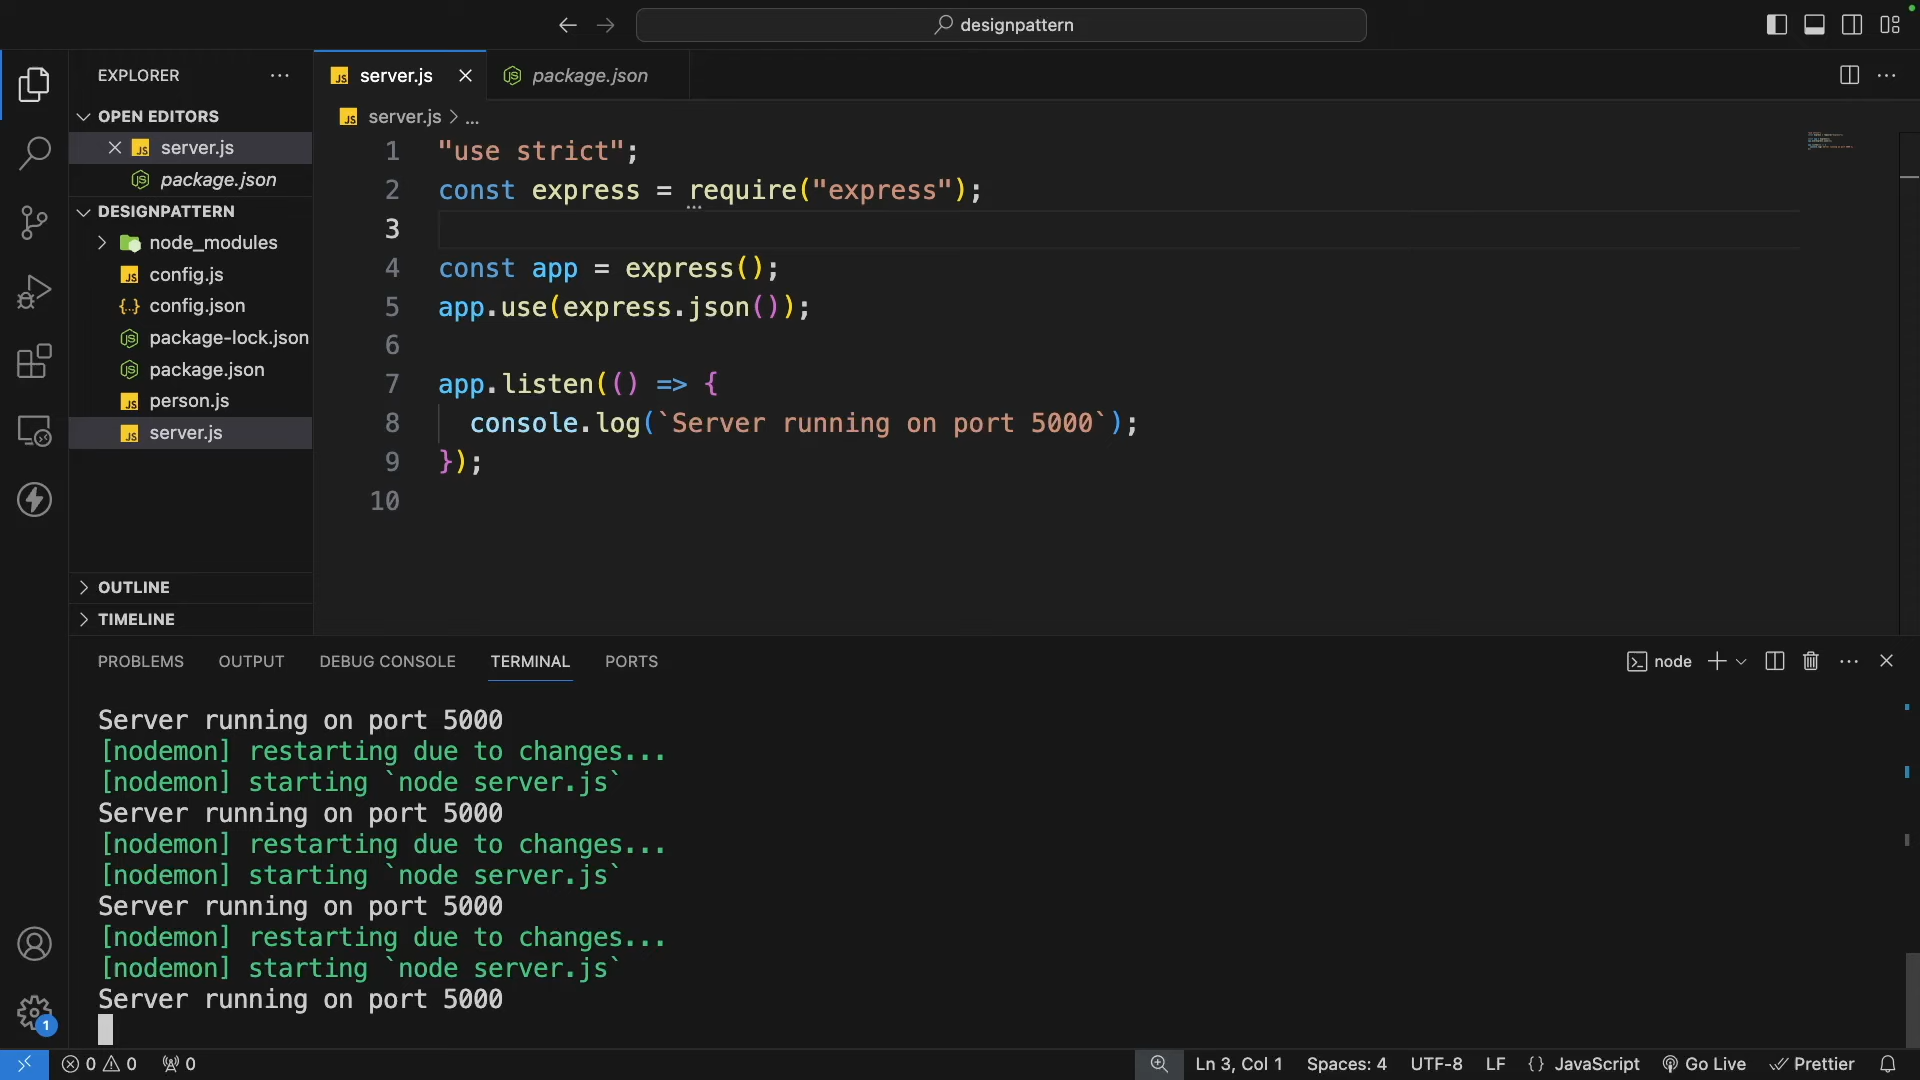 designpattern
EXPLORER
OPEN EDITORS
server.js
package.json
DESIGNPATTERN
node_modules
config.js
config.json
package-lock.json
package.json
person.js
server.js
OUTLINE
TIMELINE
server.js
package.json
server.js > ...
1 "use strict";
2 const express = require("express");
3
4 const app = express();
5 app.use(express.json());
6
7 app.listen(() => {
8 console.log(`Server running on port 5000`);
9 });
10
PROBLEMS OUTPUT DEBUG CONSOLE TERMINAL PORTS
node
Server running on port 5000
[nodemon] restarting due to changes...
[nodemon] starting `node server.js`
Server running on port 5000
[nodemon] restarting due to changes...
[nodemon] starting `node server.js`
Server running on port 5000
[nodemon] restarting due to changes...
[nodemon] starting `node server.js`
Server running on port 5000
1
0 0 0 Ln 3, Col 1 Spaces: 4 UTF-8 LF {} JavaScript Go Live Prettier